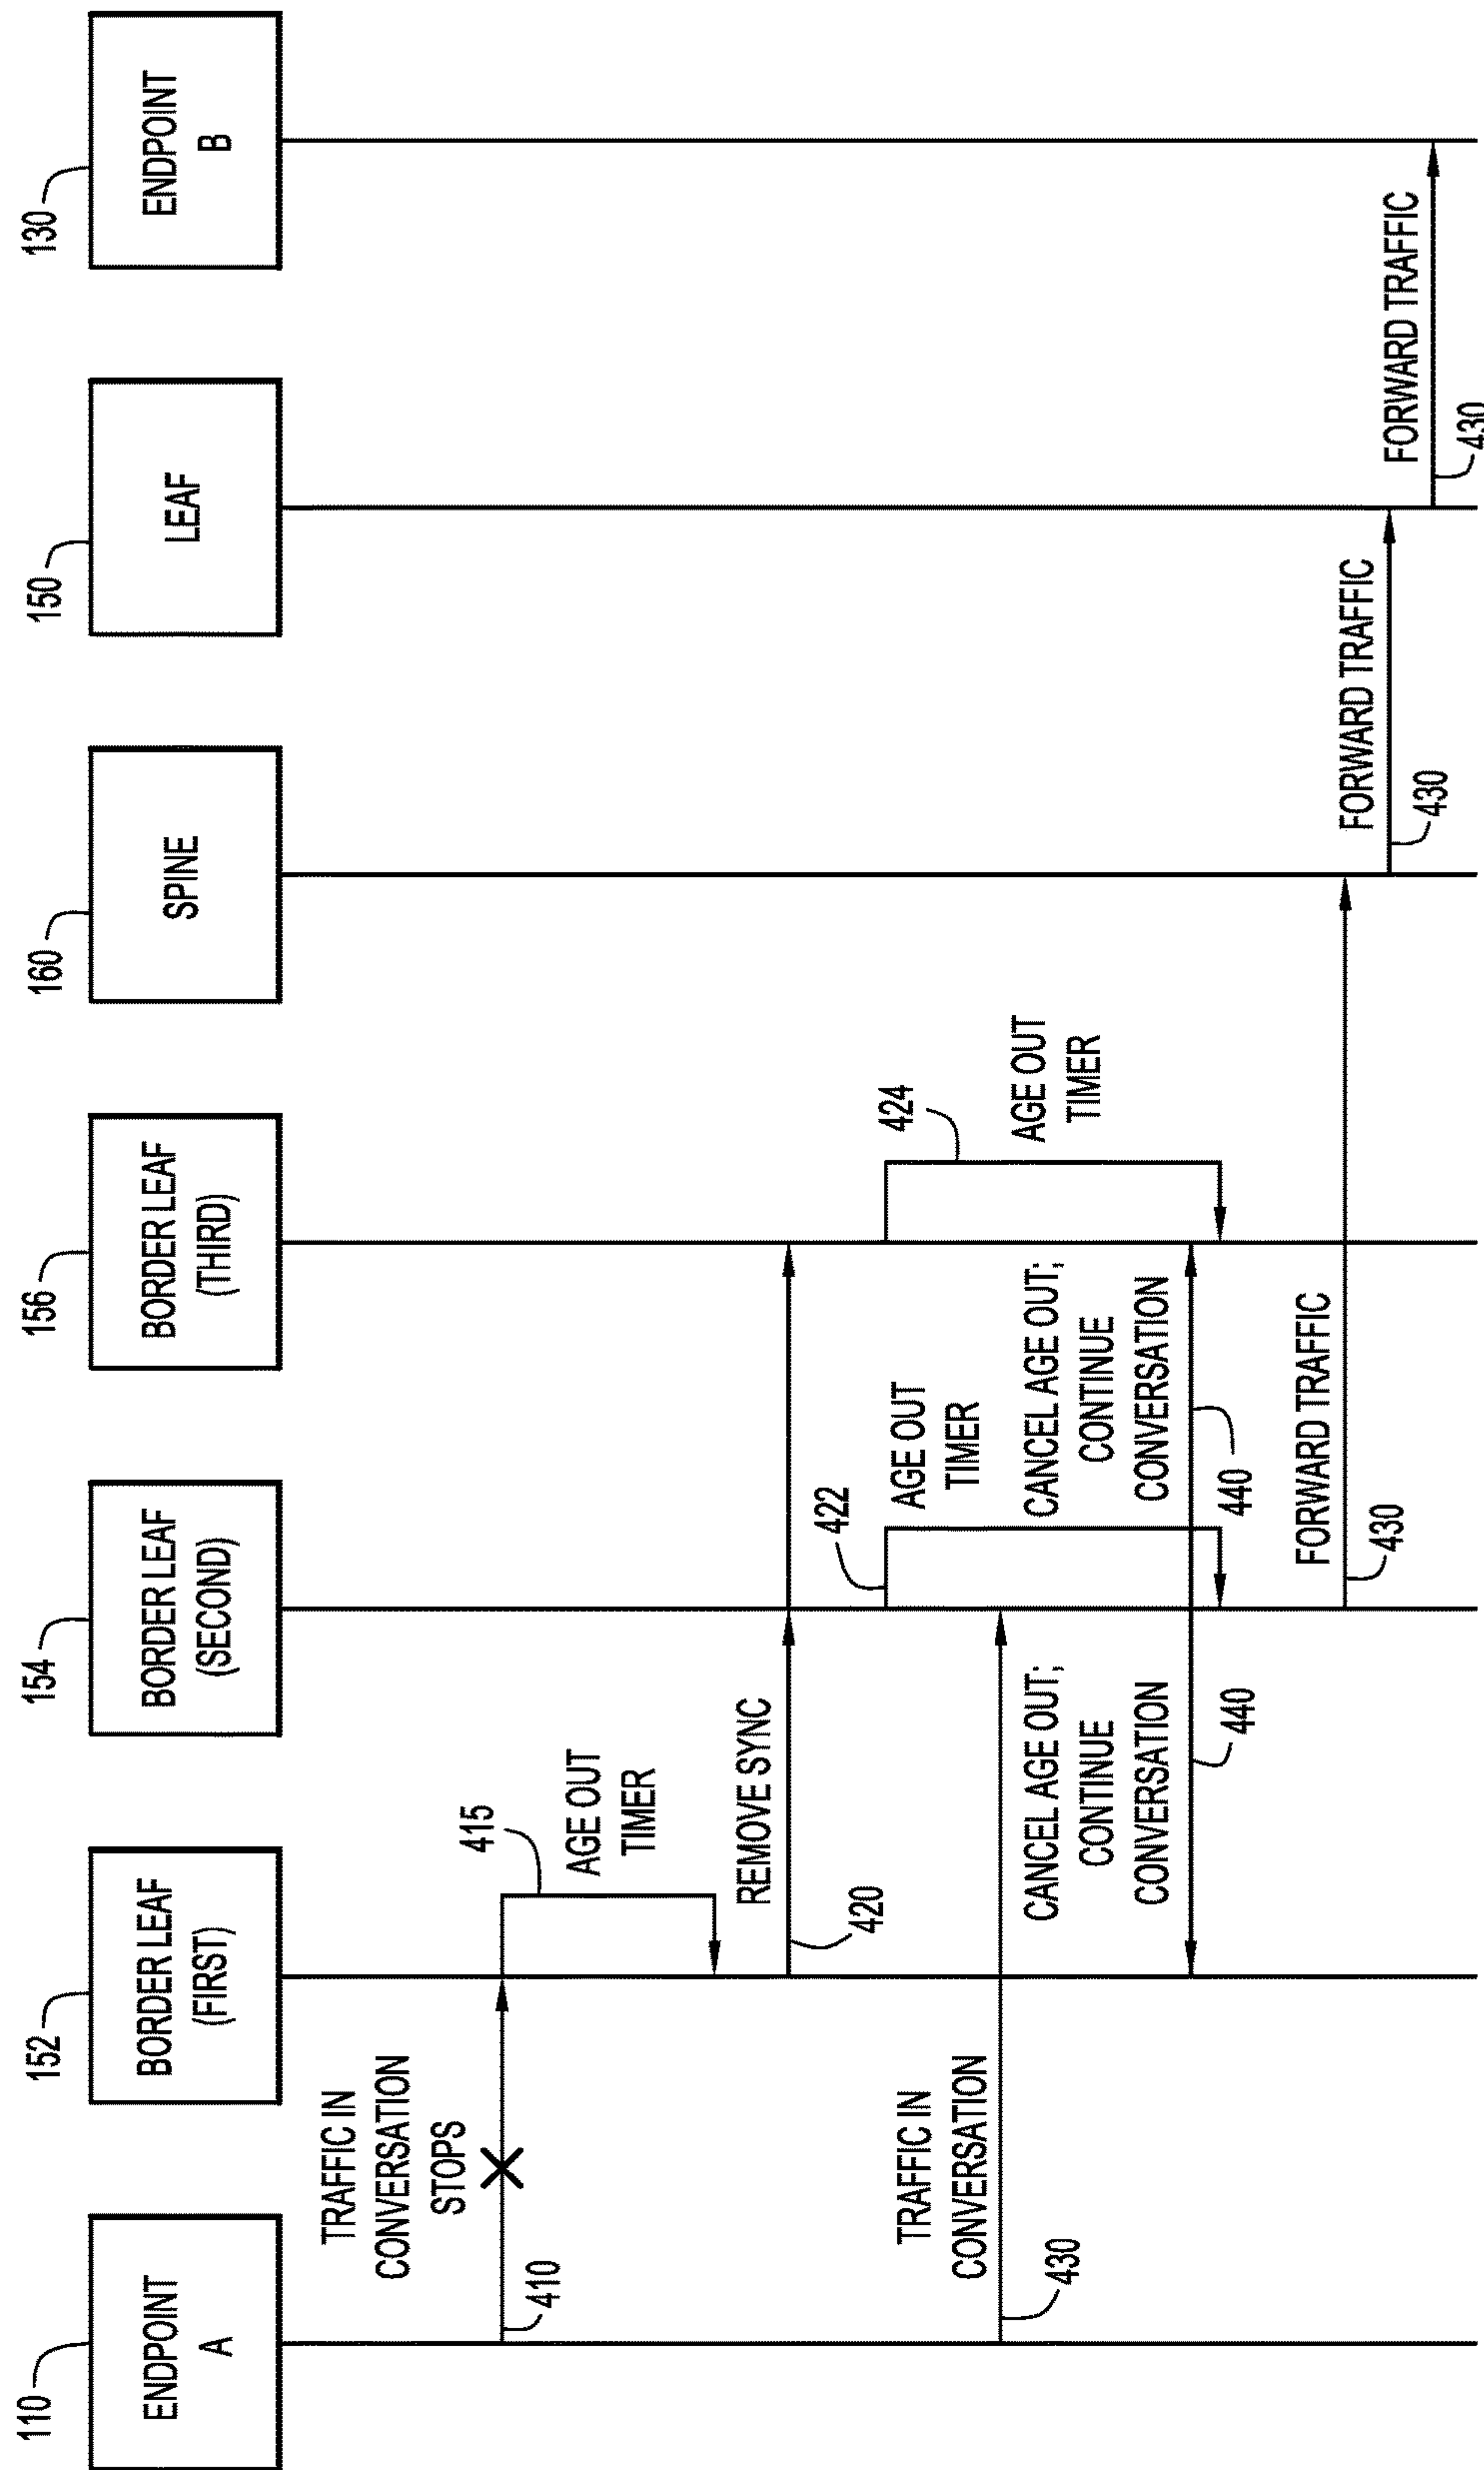 110
ENDPOINT
A
152
BORDER LEAF
(FIRST)
154
BORDER LEAF
(SECOND)
156
BORDER LEAF
(THIRD)
160
SPINE
150
LEAF
130
ENDPOINT
B
TRAFFIC IN
CONVERSATION
STOPS
410
415
AGE OUT
TIMER
REMOVE SYNC
420
422
AGE OUT
TIMER
424
AGE OUT
TIMER
TRAFFIC IN
CONVERSATION
430
CANCEL AGE OUT;
CONTINUE
CONVERSATION
440
CANCEL AGE OUT;
CONTINUE
CONVERSATION
440
FORWARD TRAFFIC
430
FORWARD TRAFFIC
430
FORWARD TRAFFIC
430